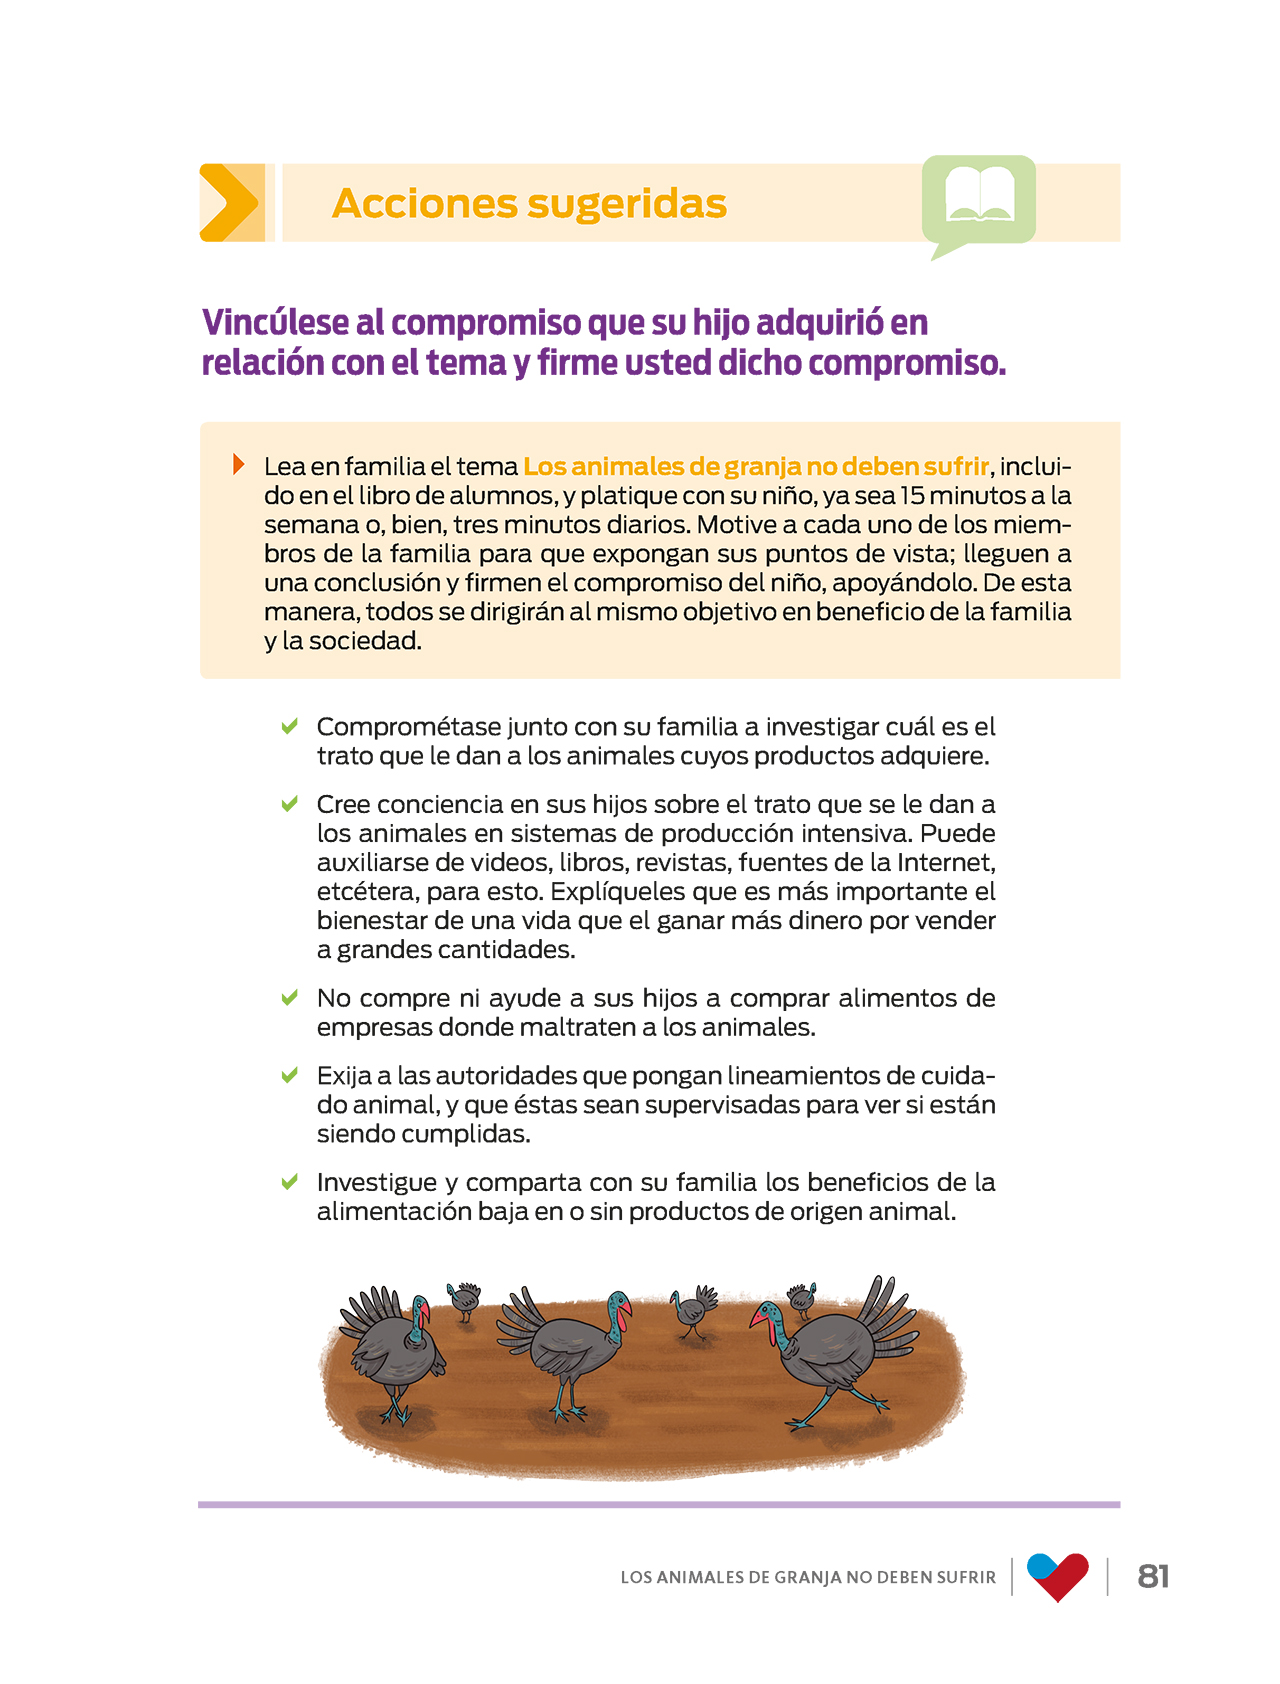 Acciones sugeridas
Vincúlese al compromiso que su hijo adquirió en
relación con el tema y firme usted dicho compromiso.
Lea en familia el tema Los animales de granja no deben sufrir, inclui-
do en el libro de alumnos, y platique con su niño, ya sea 15 minutos a la
semana o, bien, tres minutos diarios. Motive a cada uno de los miem-
bros de la familia para que expongan sus puntos de vista; lleguen a
una conclusión y firmen el compromiso del niño, apoyándolo. De esta
manera, todos se dirigirán al mismo objetivo en beneficio de la familia
y la sociedad.
Comprométase junto con su familia a investigar cuál es el
trato que le dan a los animales cuyos productos adquiere.
Cree conciencia en sus hijos sobre el trato que se le dan a
los animales en sistemas de producción intensiva. Puede
auxiliarse de videos, libros, revistas, fuentes de la Internet,
etcétera, para esto. Explíqueles que es más importante el
bienestar de una vida que el ganar más dinero por vender
a grandes cantidades.
No compre ni ayude a sus hijos a comprar alimentos de
empresas donde maltraten a los animales.
Exija a las autoridades que pongan lineamientos de cuida-
do animal, y que éstas sean supervisadas para ver si están
siendo cumplidas.
Investigue y comparta con su familia los beneficios de la
alimentación baja en o sin productos de origen animal.
LOS ANIMALES DE GRANJA NO DEBEN SUFRIR
81